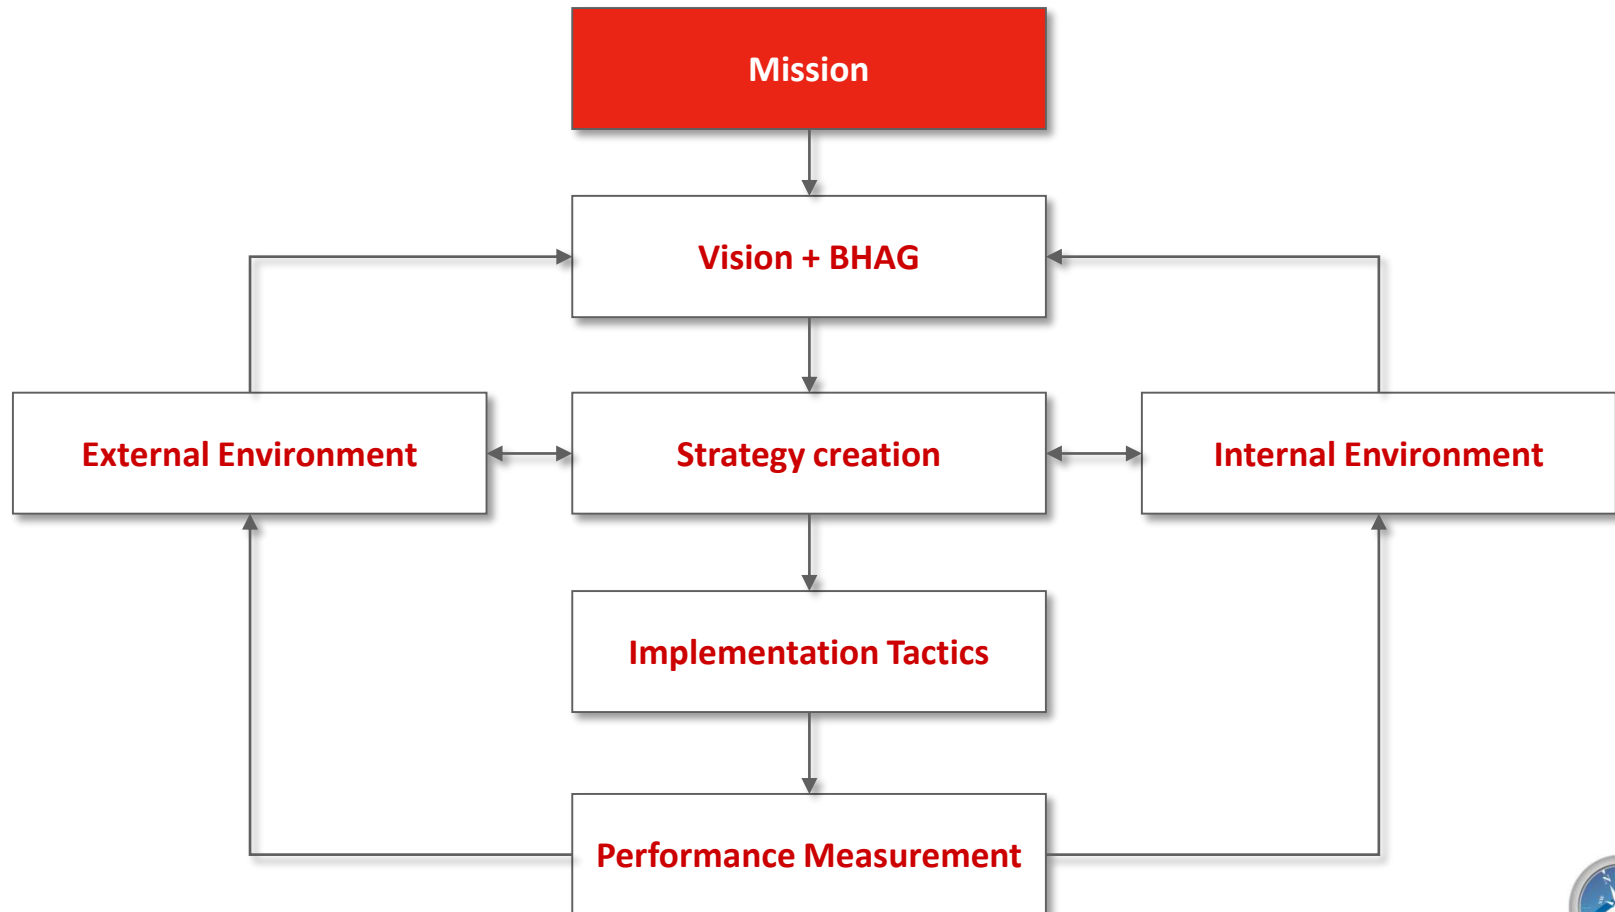 Mission
Vision + BHAG
External Environment
Strategy creation
Internal Environment
Implementation Tactics
Performance Measurement
N